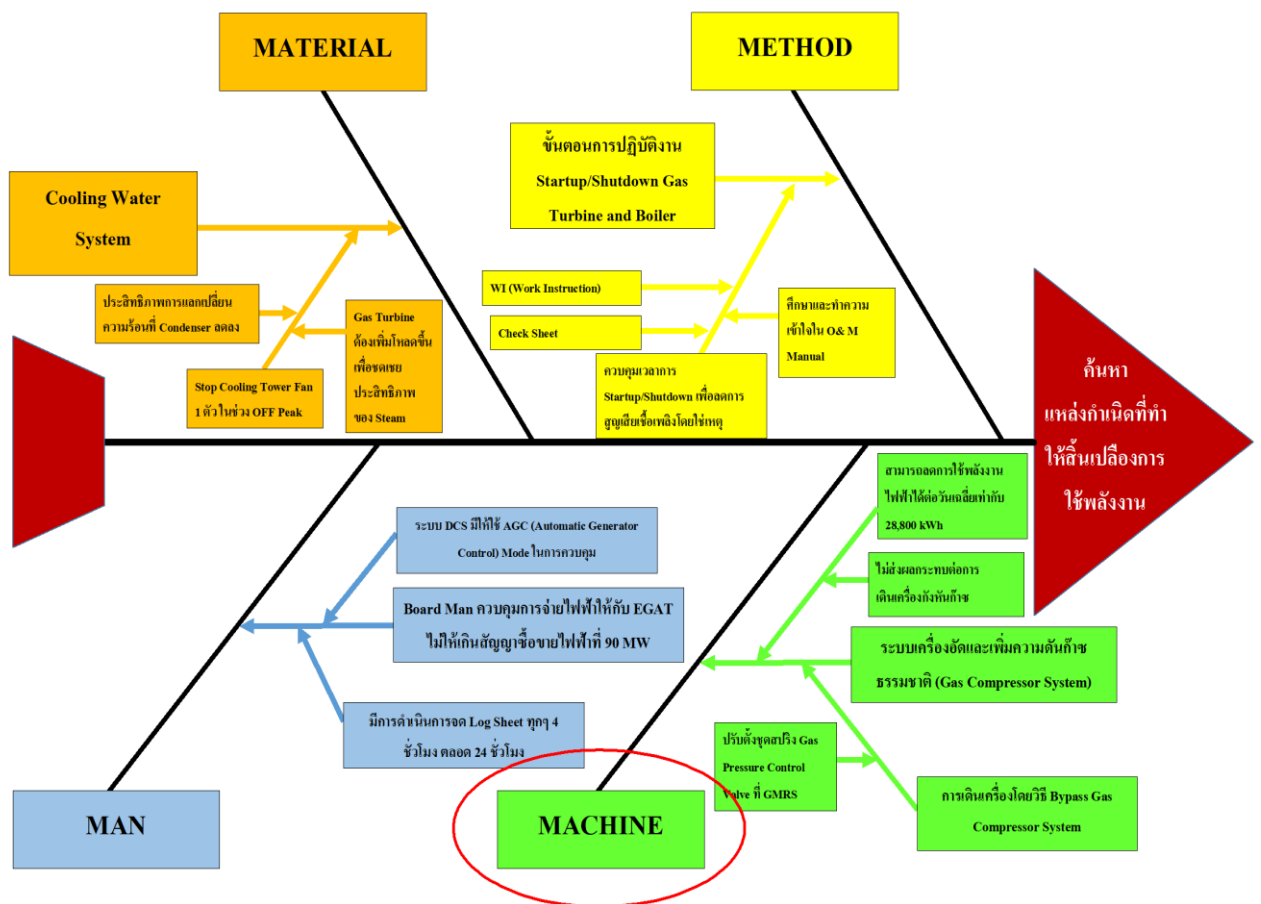 MATERIAL
METHOD
Cooling Water
System
ประสิทธิภาพการแลกเปลี่ยน
ความร้อนที่ Condenser ลดลง
Gas Turbine
ต้องเพิ่มโหลดขึ้น
เพื่อชดเชย
ประสิทธิภาพ
ของ Steam
Stop Cooling Tower Fan
1 ตัวในช่วง OFF Peak
ขั้นตอนการปฏิบัติงาน
Startup/Shutdown Gas
Turbine and Boiler
WI (Work Instruction)
Check Sheet
ศึกษาและทำความ
เข้าใจใน O& M
Manual
ควบคุมเวลาการ
Startup/Shutdown เพื่อลดการ
สูญเสียเชื้อเพลิงโดยใช่เหตุ
ค้นหา
แหล่งกำเนิดที่ทำ
ให้สิ้นเปลืองการ
ใช้พลังงาน
ระบบ DCS มีให้ใช้ AGC (Automatic Generator
Control) Mode ในการควบคุม
Board Man ควบคุมการจ่ายไฟฟ้าให้กับ EGAT
ไม่ให้เกินสัญญาซื้อขายไฟฟ้าที่ 90 MW
มีการดำเนินการจด Log Sheet ทุกๆ 4
ชั่วโมง ตลอด 24 ชั่วโมง
MAN
สามารถลดการใช้พลังงาน
ไฟฟ้าได้ต่อวันเฉลี่ยเท่ากับ
28,800 kWh
ไม่ส่งผลกระทบต่อการ
เดินเครื่องกังหันก๊าซ
ระบบเครื่องอัดและเพิ่มความดันก๊าซ
ธรรมชาติ (Gas Compressor System)
ปรับตั้งชุดสปริง Gas
Pressure Control
Valve ที่ GMRS
การเดินเครื่องโดยวิธี Bypass Gas
Compressor System
MACHINE